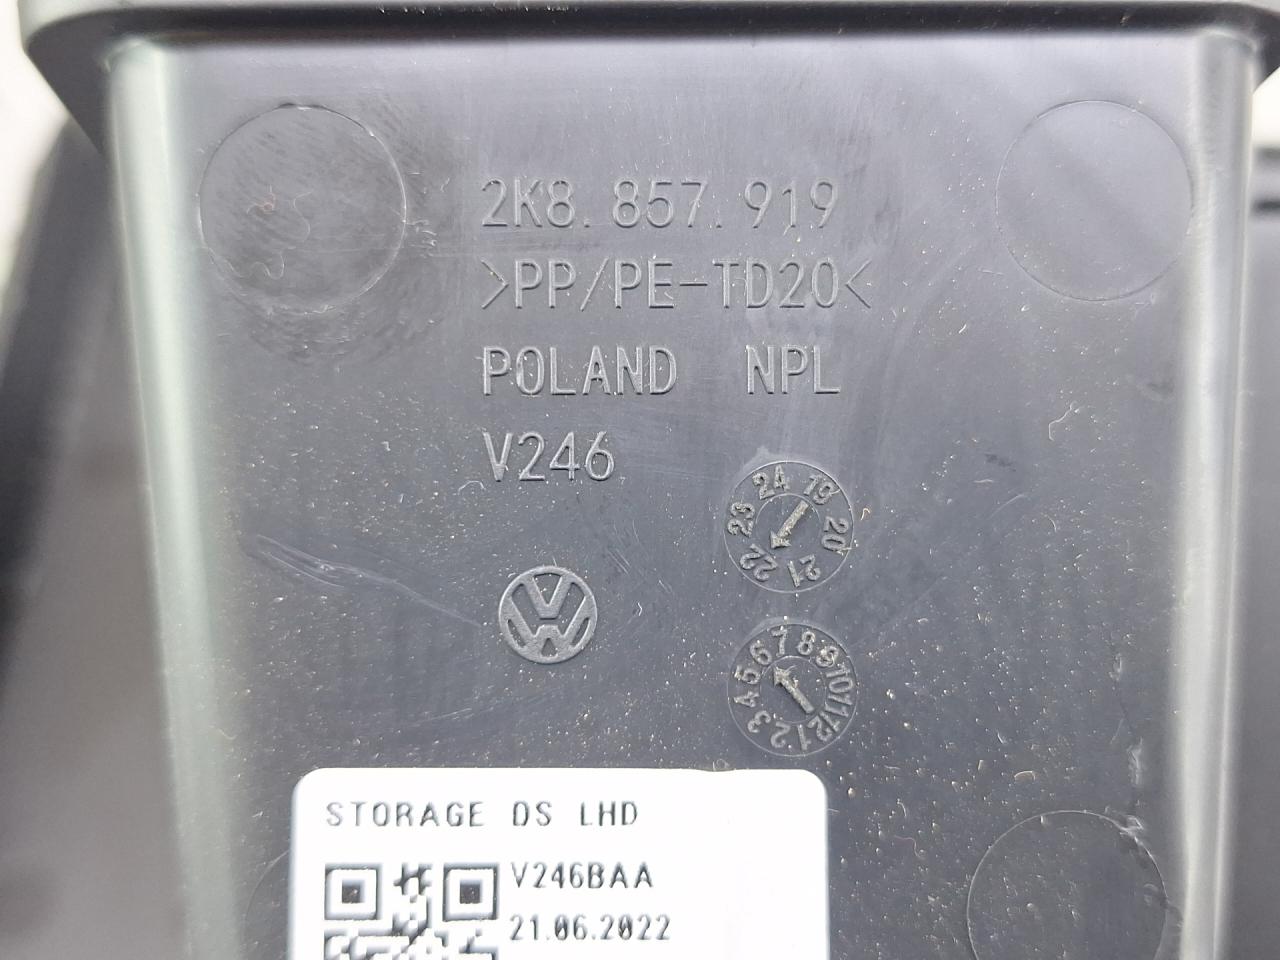 2K8. 857. 919
>PP/PE-TD20<
POLAND NPL
V246
19 20 21 22 23 24
1 2 3 4 5 6 7 8 9 10 11 12
STORAGE DS LHD
V246BAA
21.06.2022